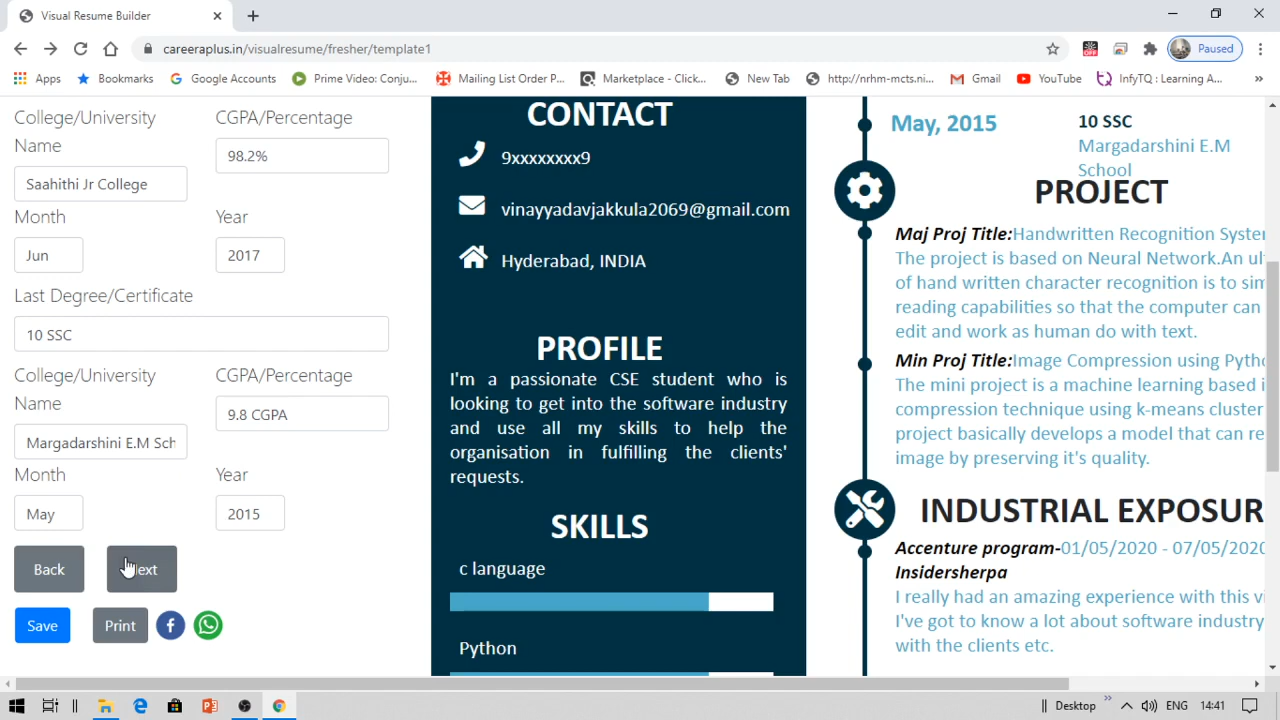 Visual Resume Builder
careeraplus.in/visualresume/fresher/template1
Paused
Apps Bookmarks Google Accounts Prime Video: Conju... Mailing List Order P... Marketplace - Click... New Tab http://nrhm-mcts.ni... Gmail YouTube InfyTQ : Learning A...
College/University Name
CGPA/Percentage
98.2%
Saahithi Jr College
Month
Year
Jun
2017
Last Degree/Certificate
10 SSC
College/University Name
CGPA/Percentage
9.8 CGPA
Margadarshini E.M Sch
Month
Year
May
2015
Back
ext
Save
Print
CONTACT
9xxxxxxxx9
vinayyadavjakkula2069@gmail.com
Hyderabad, INDIA
PROFILE
I'm a passionate CSE student who is
looking to get into the software industry
and use all my skills to help the
organisation in fulfilling the clients'
requests.
SKILLS
c language
Python
May, 2015
10 SSC
Margadarshini E.M
School
PROJECT
Maj Proj Title:Handwritten Recognition System
The project is based on Neural Network.An ul
of hand written character recognition is to sim
reading capabilities so that the computer can
edit and work as human do with text.
Min Proj Title:Image Compression using Pytho
The mini project is a machine learning based i
compression technique using k-means cluster
project basically develops a model that can re
image by preserving it's quality.
INDUSTRIAL EXPOSUR
Accenture program-01/05/2020 - 07/05/2020
Insidersherpa
I really had an amazing experience with this vi
I've got to know a lot about software industry
with the clients etc.
Desktop
ENG
14:41